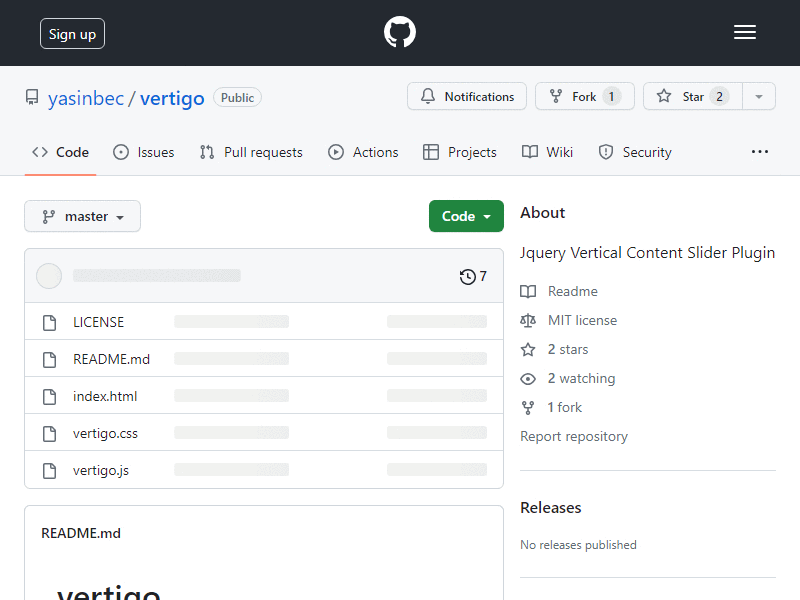 Sign up
yasinbec / vertigo Public
Notifications Fork 1 Star 2
Code Issues Pull requests Actions Projects Wiki Security
master Code
7
LICENSE
README.md
index.html
vertigo.css
vertigo.js
README.md
vertigo
About
Jquery Vertical Content Slider Plugin
Readme
MIT license
2 stars
2 watching
1 fork
Report repository
Releases
No releases published